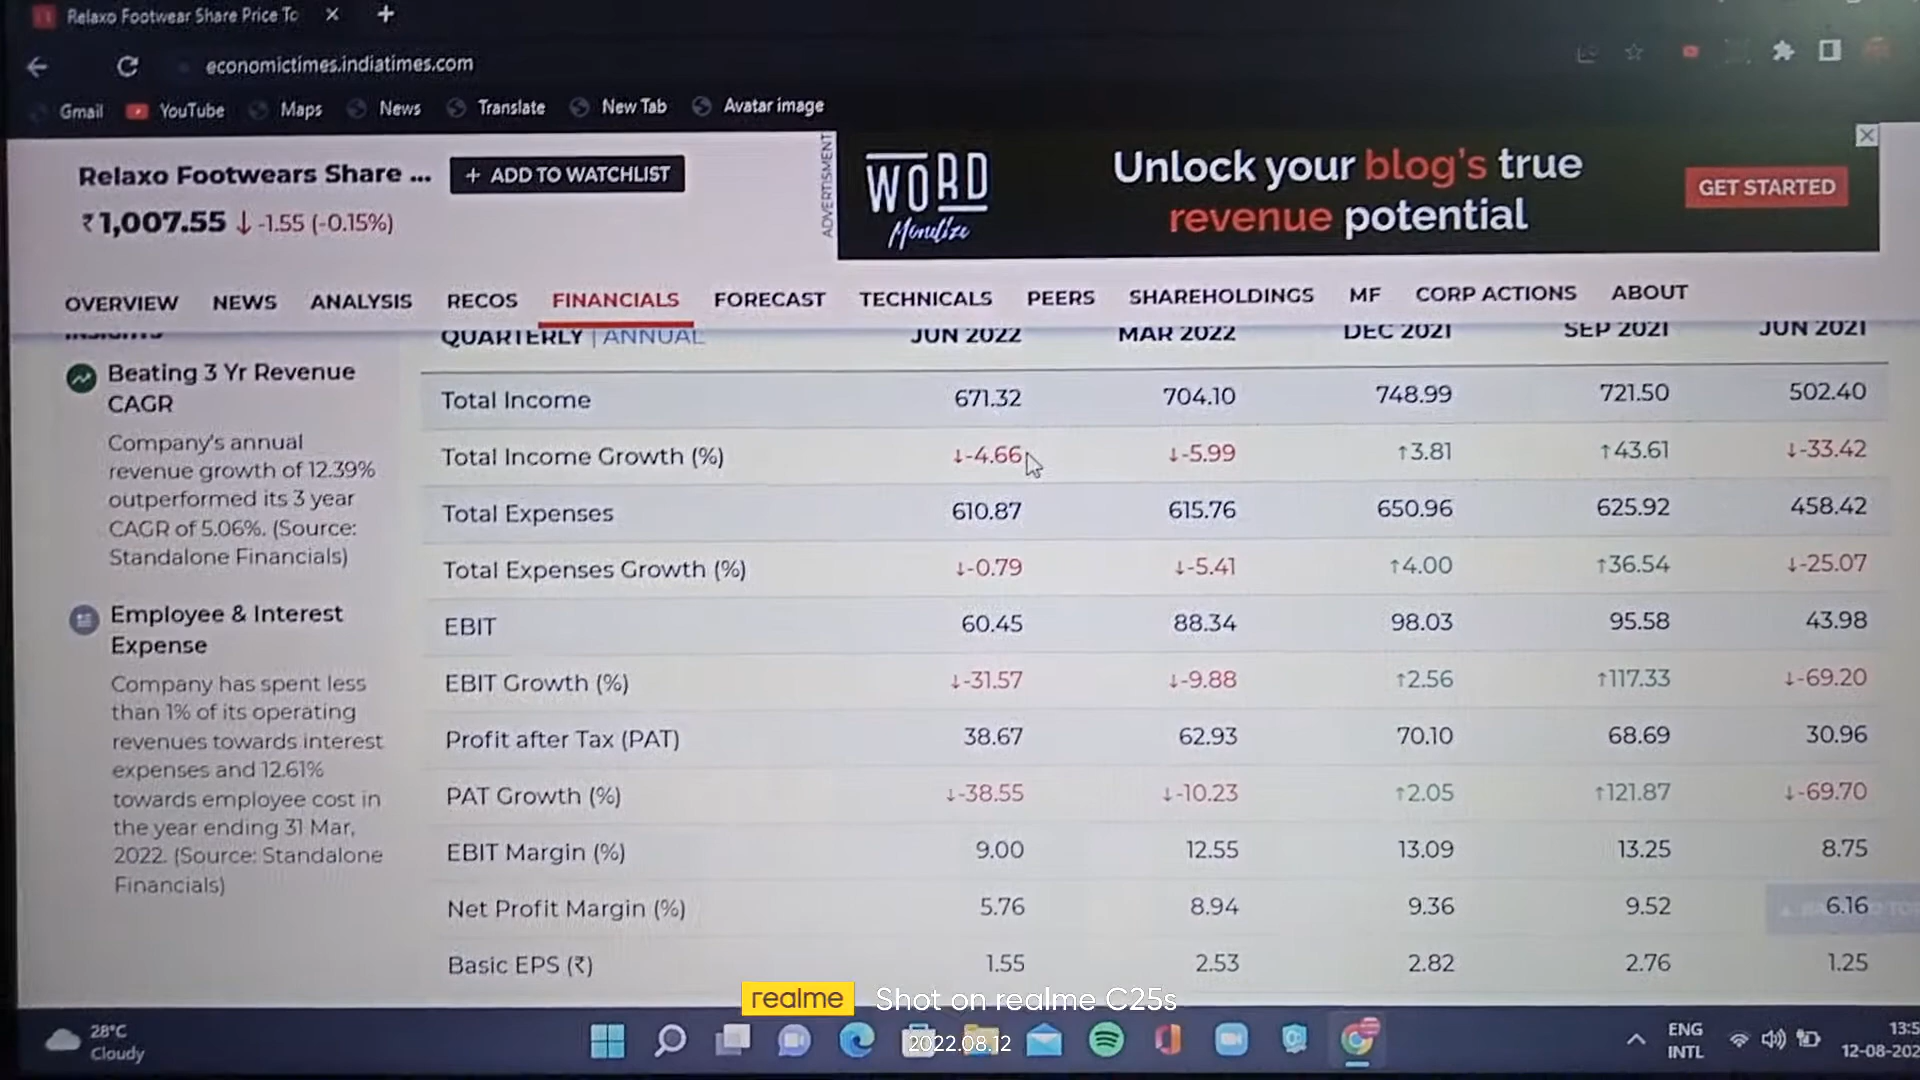 Relaxo Footwear Share Price To
economictimes.indiatimes.com
Gmail YouTube Maps News Translate New Tab Avatar image
Relaxo Footwears Share ...
+ ADD TO WATCHLIST
₹1,007.55 ↓ -1.55 (-0.15%)
ADVERTISMENT
WORD
Monetize
Unlock your blog's true
revenue potential
GET STARTED
OVERVIEW NEWS ANALYSIS RECOS FINANCIALS FORECAST TECHNICALS PEERS SHAREHOLDINGS MF CORP ACTIONS ABOUT
INSIGHTS
Beating 3 Yr Revenue
CAGR
Company's annual
revenue growth of 12.39%
outperformed its 3 year
CAGR of 5.06%. (Source:
Standalone Financials)
Employee & Interest
Expense
Company has spent less
than 1% of its operating
revenues towards interest
expenses and 12.61%
towards employee cost in
the year ending 31 Mar,
2022. (Source: Standalone
Financials)
QUARTERLY | ANNUAL JUN 2022 MAR 2022 DEC 2021 SEP 2021 JUN 2021
Total Income 671.32 704.10 748.99 721.50 502.40
Total Income Growth (%) ↓-4.66 ↓-5.99 ↑3.81 ↑43.61 ↓-33.42
Total Expenses 610.87 615.76 650.96 625.92 458.42
Total Expenses Growth (%) ↓-0.79 ↓-5.41 ↑4.00 ↑36.54 ↓-25.07
EBIT 60.45 88.34 98.03 95.58 43.98
EBIT Growth (%) ↓-31.57 ↓-9.88 ↑2.56 ↑117.33 ↓-69.20
Profit after Tax (PAT) 38.67 62.93 70.10 68.69 30.96
PAT Growth (%) ↓-38.55 ↓-10.23 ↑2.05 ↑121.87 ↓-69.70
EBIT Margin (%) 9.00 12.55 13.09 13.25 8.75
Net Profit Margin (%) 5.76 8.94 9.36 9.52 6.16
Basic EPS (₹) 1.55 2.53 2.82 2.76 1.25
realme Shot on realme C25s
2022.08.12
28°C
Cloudy
ENG
INTL
13:5
12-08-202